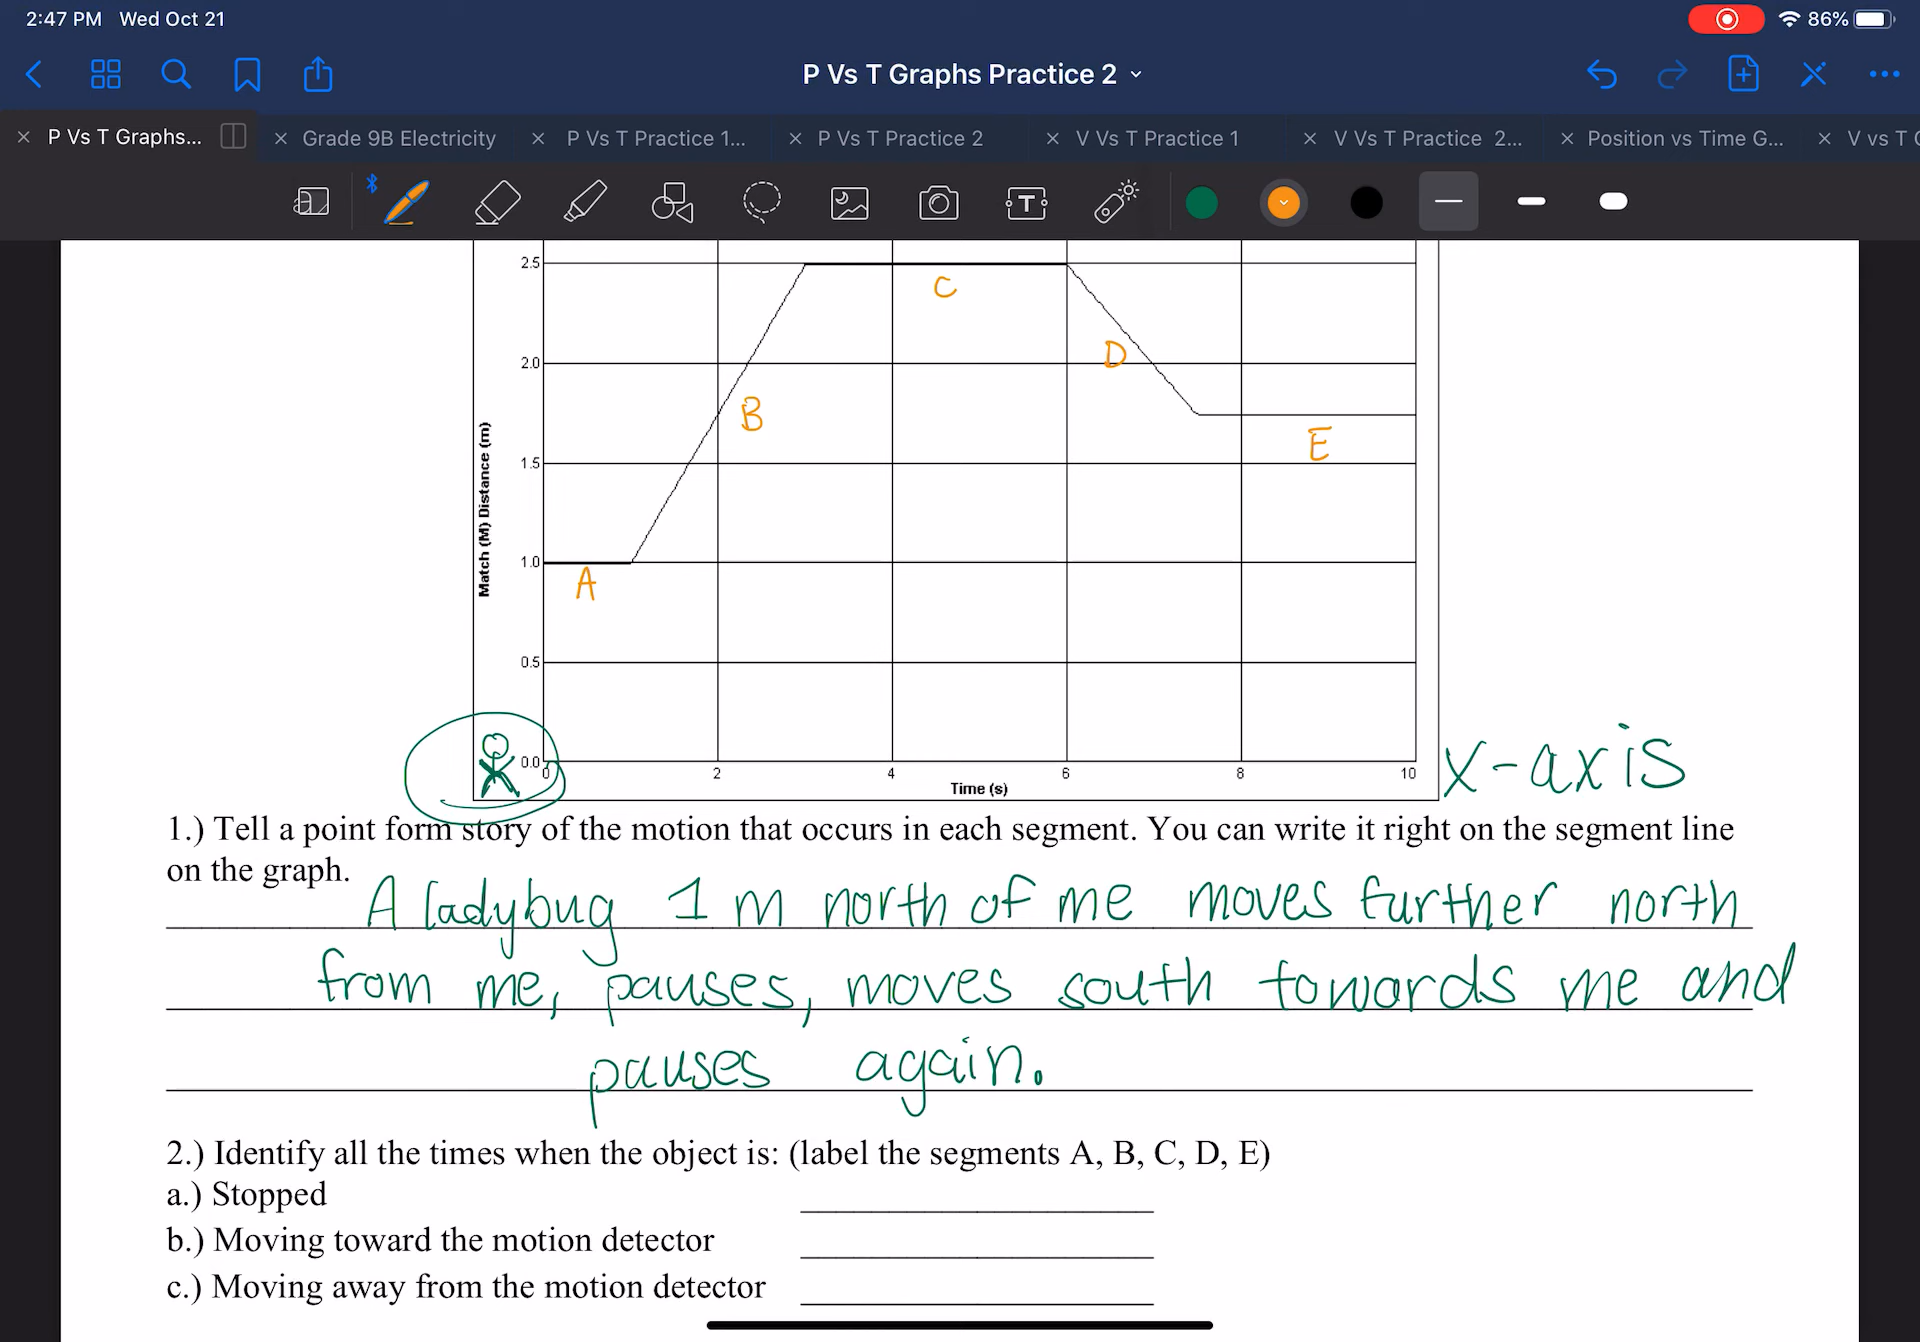 2:47 PM Wed Oct 21
86%
P Vs T Graphs Practice 2
× P Vs T Graphs...
× Grade 9B Electricity
× P Vs T Practice 1...
× P Vs T Practice 2
× V Vs T Practice 1
× V Vs T Practice 2...
× Position vs Time G...
× V vs T
a
T
2.5
C
2.0
D
B
E
1.5
Match (M) Distance (m)
1.0
A
0.5
0.0
0 2 4 6 8 10
Time (s)
x-axis
1.) Tell a point form story of the motion that occurs in each segment. You can write it right on the segment line
on the graph.
A ladybug 1 m north of me moves further north
from me, pauses, moves south towards me and
pauses again.
2.) Identify all the times when the object is: (label the segments A, B, C, D, E)
a.) Stopped
b.) Moving toward the motion detector
c.) Moving away from the motion detector